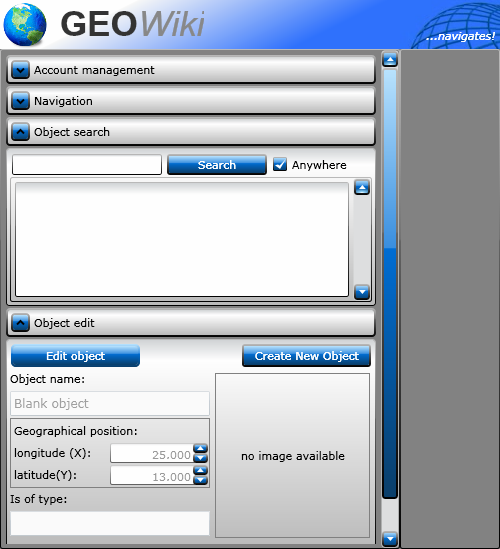 GEOWiki
...navigates!
Account management
Navigation
Object search
Search Anywhere
Object edit
Edit object Create New Object
Object name:
Blank object
Geographical position:
longitude (X): 25.000
latitude(Y): 13.000
no image available
Is of type: